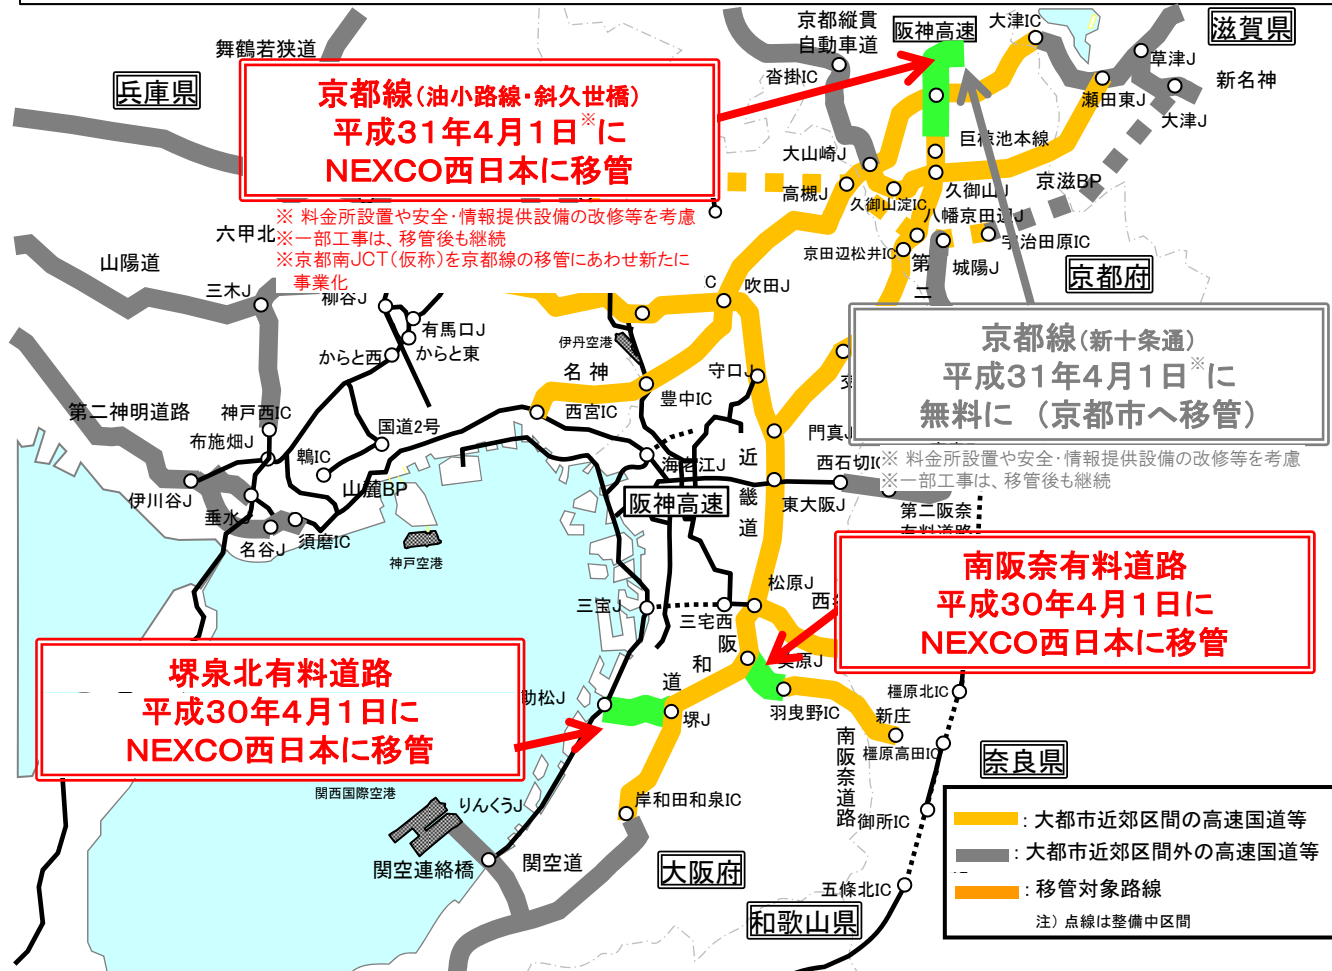 京都縦貫
自動車道
阪神高速
大津IC
滋賀県
舞鶴若狭道
兵庫県
沓掛IC
草津J
新名神
瀬田東J
大津J
京都線(油小路線・斜久世橋)
平成31年4月1日※に
NEXCO西日本に移管
※ 料金所設置や安全・情報提供設備の改修等を考慮
※一部工事は、移管後も継続
※京都南JCT(仮称)を京都線の移管にあわせ新たに
事業化
大山崎J
巨椋池本線
高槻J
久御山淀IC
久御山J
京滋BP
八幡京田辺J
京田辺松井IC
宇治田原IC
城陽J
第
二
京都府
六甲北
山陽道
三木J
柳谷J
有馬口J
からと西
からと東
C
吹田J
伊丹空港
名神
守口J
豊中IC
西宮IC
京都線(新十条通)
平成31年4月1日※に
無料に (京都市へ移管)
※ 料金所設置や安全・情報提供設備の改修等を考慮
※一部工事は、移管後も継続
第二神明道路
神戸西IC
布施畑J
国道2号
鵯IC
山麓BP
伊川谷J
垂水J
名谷J
須磨IC
神戸空港
海老江J
阪神高速
近
畿
道
門真J
西石切IC
東大阪J
第二阪奈
有料道路
南阪奈有料道路
平成30年4月1日に
NEXCO西日本に移管
松原J
西
三宝J
三宅西
阪
和
道
美原J
羽曳野IC
堺泉北有料道路
平成30年4月1日に
NEXCO西日本に移管
助松J
堺J
新庄
橿原北IC
橿原高田IC
南阪奈道路
奈良県
関西国際空港
りんくうJ
岸和田和泉IC
御所IC
関空連絡橋
関空道
大阪府
五條北IC
和歌山県
:大都市近郊区間の高速国道等
:大都市近郊区間外の高速国道等
:移管対象路線
注)点線は整備中区間